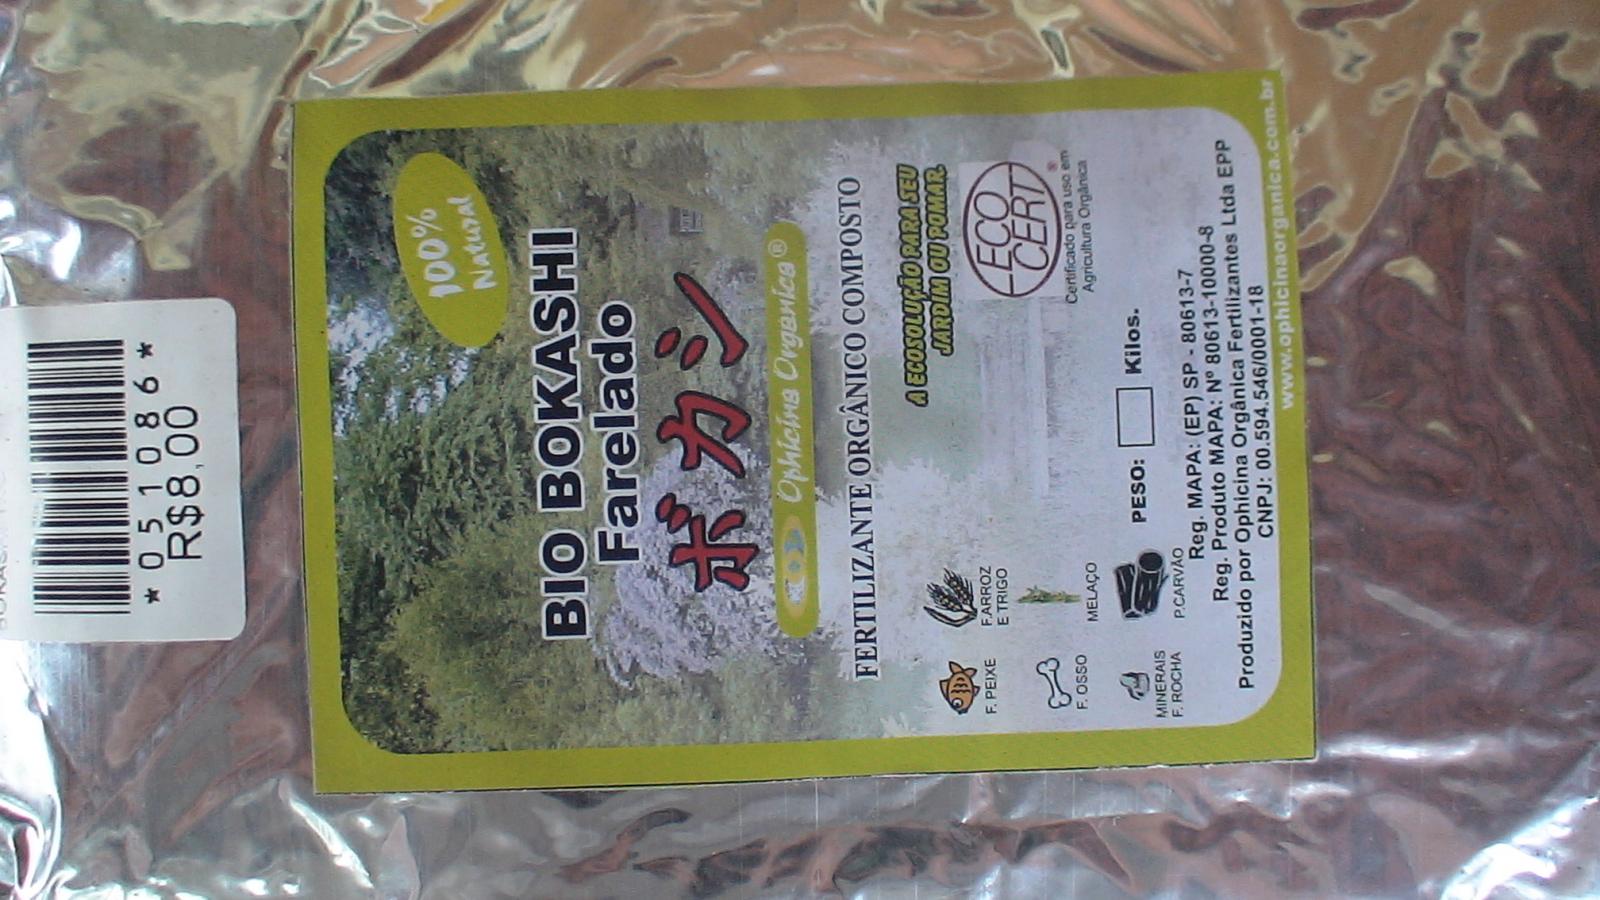 *051086*
R$8,00
100%
Natural
BIO BOKASHI
Farelado
ボカシ
Ophicina Orgânica®
FERTILIZANTE ORGÂNICO COMPOSTO
A ECOSOLUÇÃO PARA SEU
JARDIM OU POMAR.
ECO
CERT®
Certificado para uso em
Agricultura Orgânica
F. PEIXE
F.ARROZ
E TRIGO
F. OSSO
MELAÇO
MINERAIS
F. ROCHA
P.CARVÃO
PESO: Kilos.
Reg. MAPA: (EP) SP - 80613-7
Reg. Produto MAPA: Nº 80613-10000-8
Produzido por Ophicina Orgânica Fertilizantes Ltda EPP
CNPJ: 00.594.546/0001-18
www.ophicinaorganica.com.br